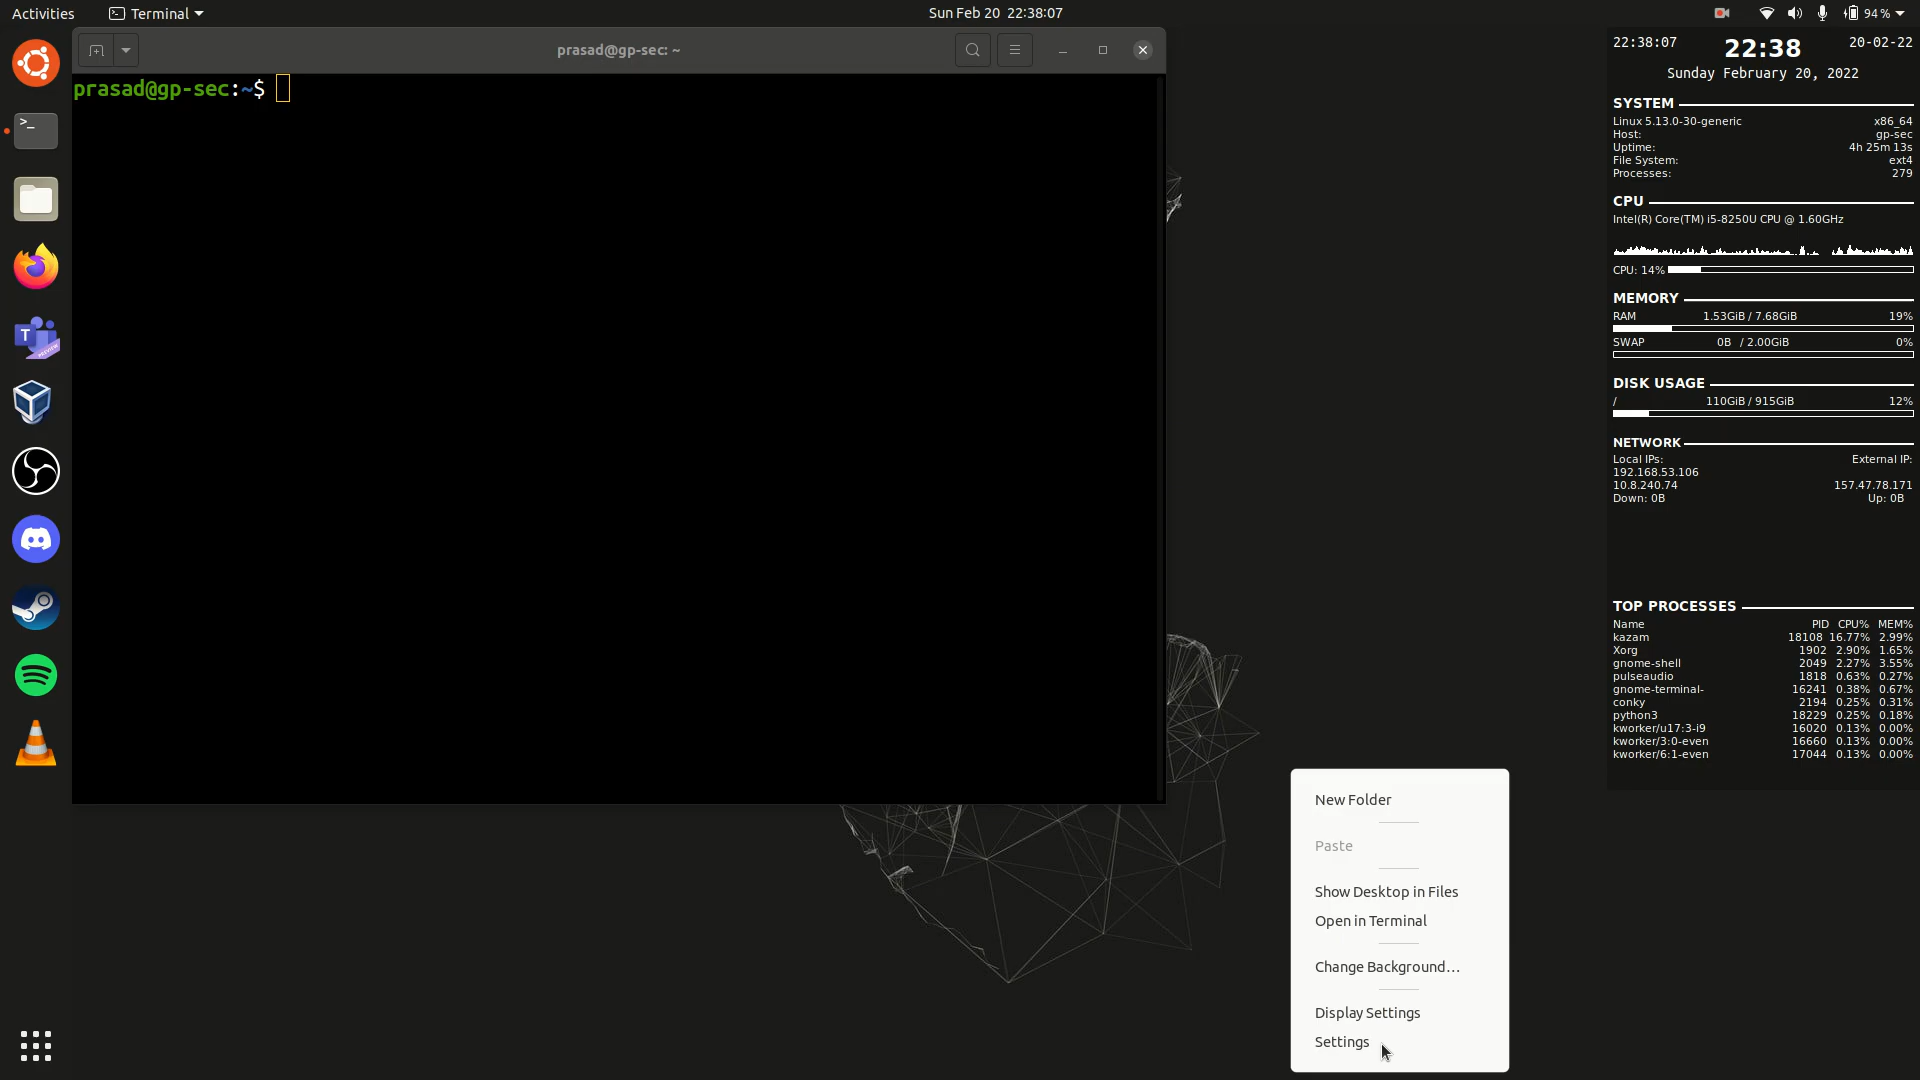 Activities Terminal Sun Feb 20 22:38:07 94 %
prasad@gp-sec: ~
prasad@gp-sec:~$
>_
T
PREVIEW
22:38:07 22:38 20-02-22
Sunday February 20, 2022
SYSTEM
Linux 5.13.0-30-generic x86_64
Host: gp-sec
Uptime: 4h 25m 13s
File System: ext4
Processes: 279
CPU
Intel(R) Core(TM) i5-8250U CPU @ 1.60GHz
CPU: 14%
MEMORY
RAM 1.53GiB / 7.68GiB 19%
SWAP 0B / 2.00GiB 0%
DISK USAGE
/ 110GiB / 915GiB 12%
NETWORK
Local IPs: External IP:
192.168.53.106
10.8.240.74 157.47.78.171
Down: 0B Up: 0B
TOP PROCESSES
Name PID CPU% MEM%
kazam 18108 16.77% 2.99%
Xorg 1902 2.90% 1.65%
gnome-shell 2049 2.27% 3.55%
pulseaudio 1818 0.63% 0.27%
gnome-terminal- 16241 0.38% 0.67%
conky 2194 0.25% 0.31%
python3 18229 0.25% 0.18%
kworker/u17:3-i9 16020 0.13% 0.00%
kworker/3:0-even 16660 0.13% 0.00%
kworker/6:1-even 17044 0.13% 0.00%
New Folder
Paste
Show Desktop in Files
Open in Terminal
Change Background…
Display Settings
Settings